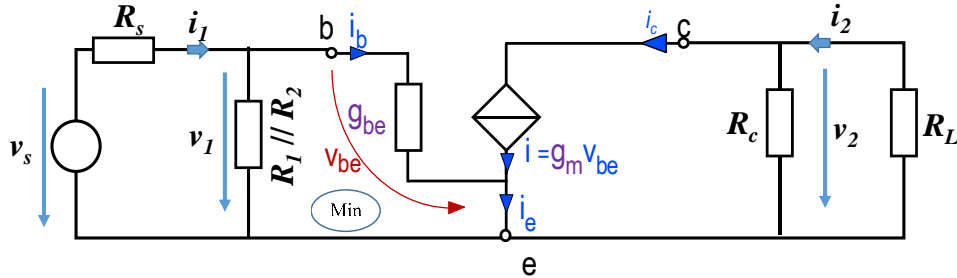 R_s
i_1
b
i_b
i_c
c
i_2
v_s
v_1
R_1 // R_2
g_be
v_be
i =g_m v_be
R_c
v_2
R_L
Min
i_e
e